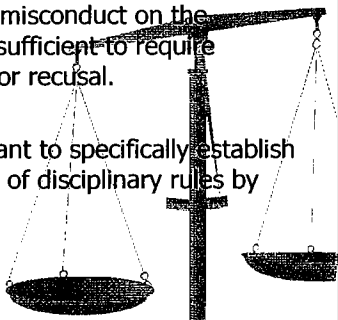 misconduct on the
sufficient to require
or recusal.
ant to specifically establish
of disciplinary rules by